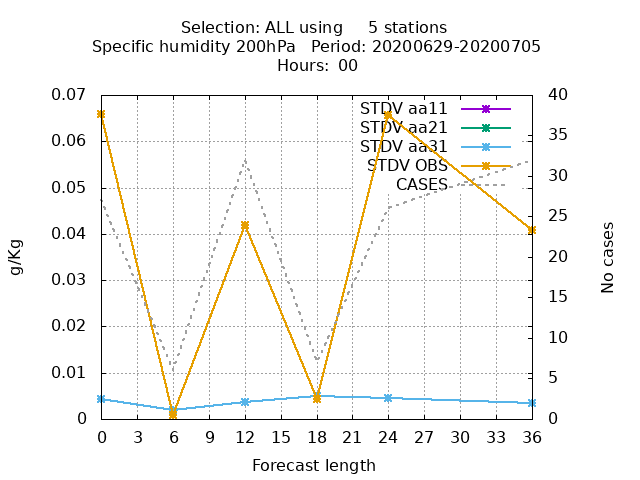 Selection: ALL using     5 stations
Specific humidity 200hPa   Period: 20200629-20200705
Hours: 00
0.07
0.06
0.05
0.04
0.03
0.02
0.01
0
g/Kg
STDV aa11
STDV aa21
STDV aa31
STDV OBS
CASES
40
35
30
25
20
15
10
5
0
No cases
0 3 6 9 12 15 18 21 24 27 30 33 36
Forecast length